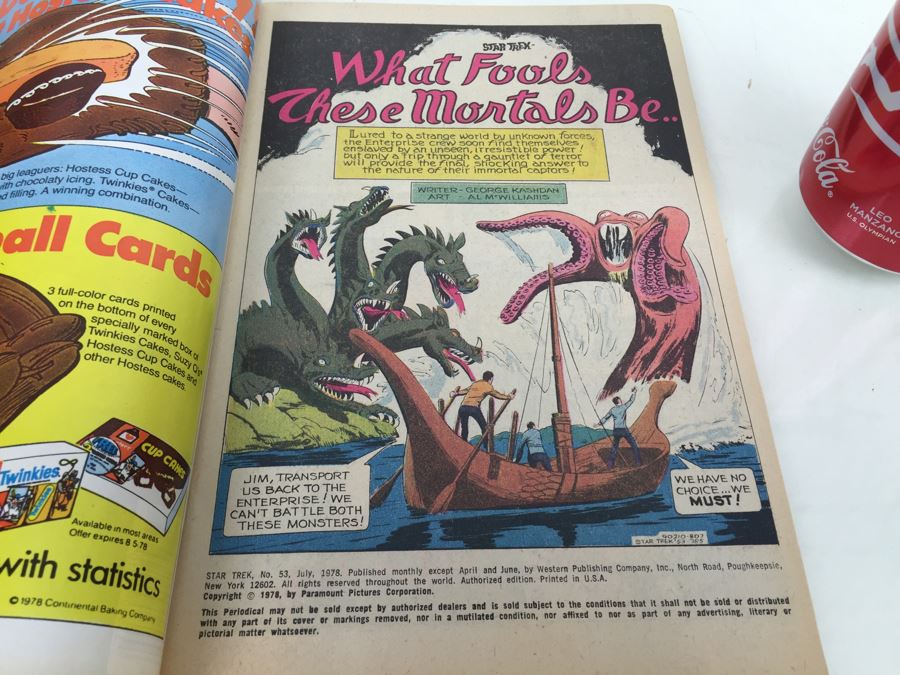 Hostess
big leaguers: Hostess Cup Cakes—
with chocolaty icing. Twinkies® Cakes—
filling. A winning combination.
all Cards
3 full-color cards printed
on the bottom of every
specially marked box of
Twinkies Cakes, Suzy Q's
Hostess Cup Cakes and
other Hostess cakes.
Twinkies
CUP CAKES
Available in most areas
Offer expires 8-5-78
with statistics
© 1978 Continental Baking Company
STAR TREK
What Fools
These Mortals Be..
Lured to a strange world by unknown forces,
the Enterprise crew soon find themselves
enslaved by an unseen, irresistible power!
but only a trip through a gauntlet of terror
will provide the final, shocking answer to
the nature of their immortal captors!
WRITER - GEORGE KASHDAN
ART - AL McWILLIAMS
JIM, TRANSPORT
US BACK TO THE
ENTERPRISE! WE
CAN'T BATTLE BOTH
THESE MONSTERS!
WE HAVE NO
CHOICE...WE
MUST!
90210-807
STAR TREK #53
STAR TREK, No. 53, July, 1978. Published monthly except April and June, by Western Publishing Company, Inc., North Road, Poughkeepsie,
New York 12602. All rights reserved throughout the world. Authorized edition. Printed in U.S.A.
Copyright © 1978, by Paramount Pictures Corporation.
This Periodical may not be sold except by authorized dealers and is sold subject to the conditions that it shall not be sold or distributed
with any part of its cover or markings removed, nor in a mutilated condition, nor affixed to nor as part of any advertising, literary or
pictorial matter whatsoever.
Cola®
LEO
MANZANO
U.S. OLYMPIAN